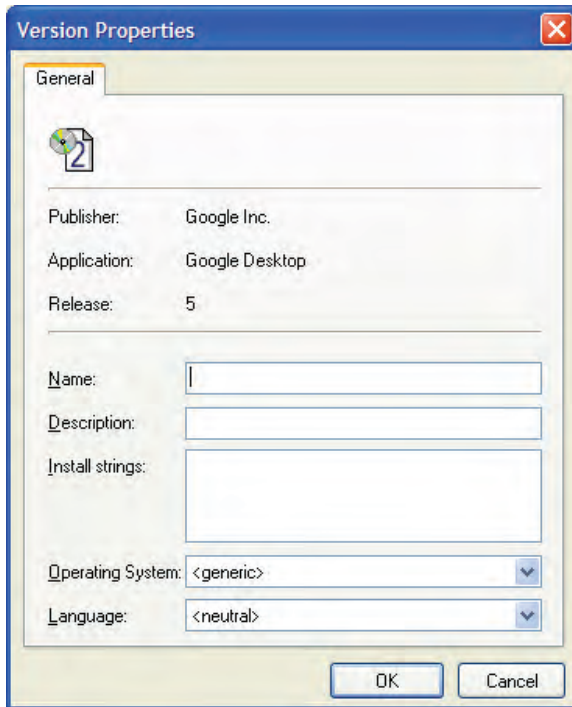 Version Properties
General
2
Publisher: Google Inc.
Application: Google Desktop
Release: 5
Name:
Description:
Install strings:
Operating System: <generic>
Language: <neutral>
OK Cancel